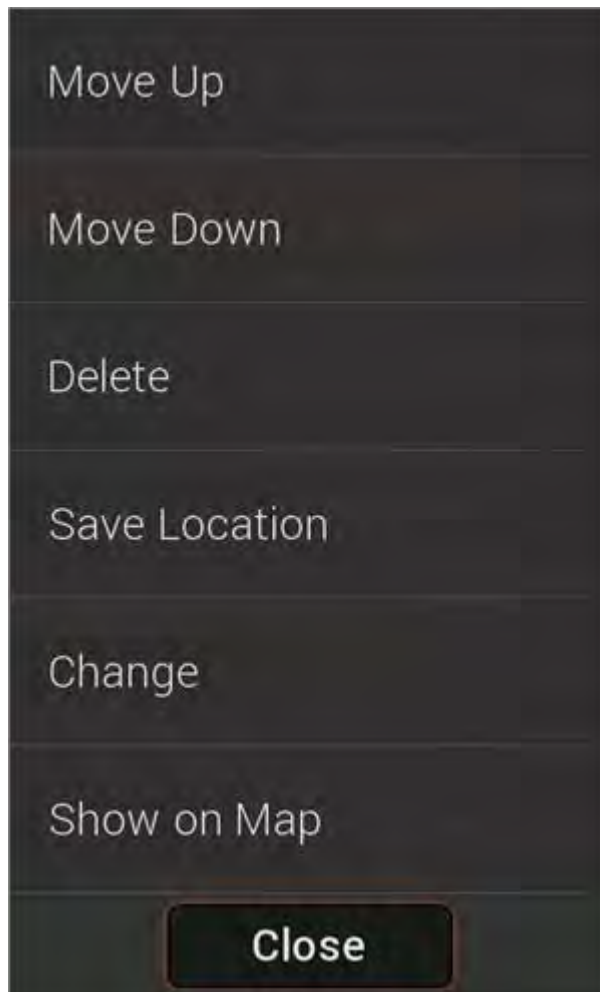 Move Up
Move Down
Delete
Save Location
Change
Show on Map
Close